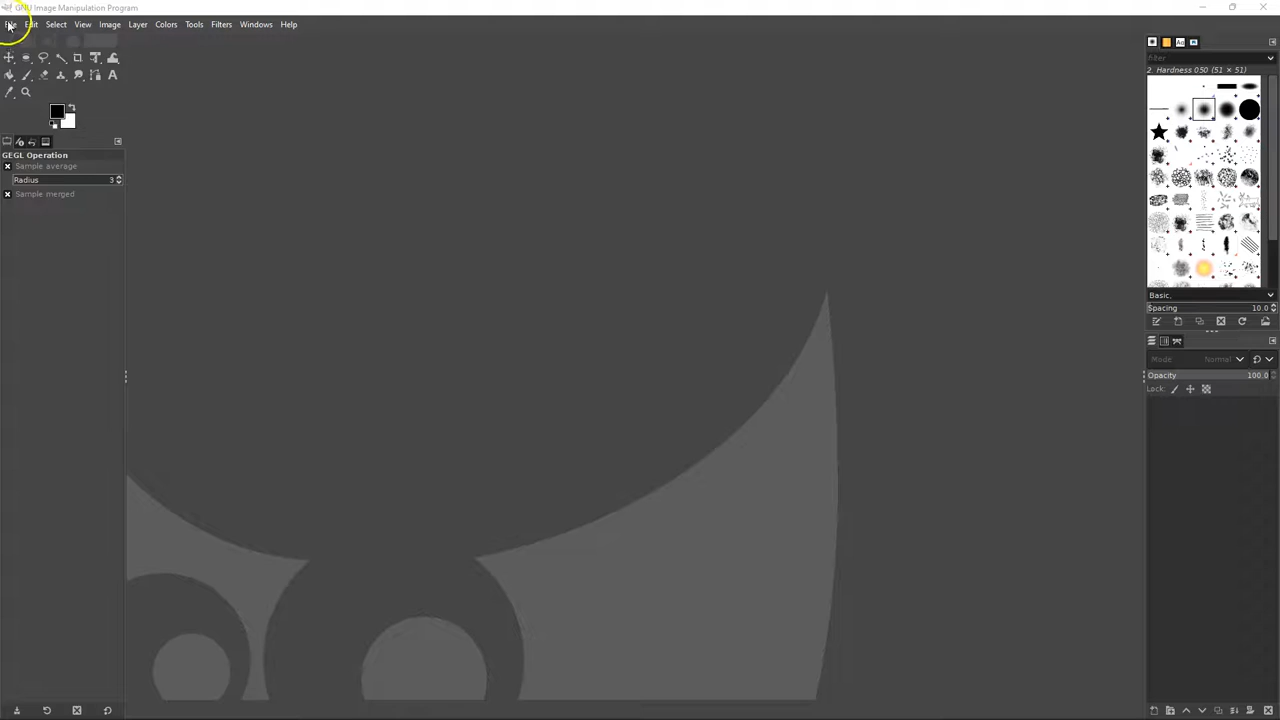 GNU Image Manipulation Program
File Edit Select View Image Layer Colors Tools Filters Windows Help
filter
2. Hardness 050 (51 × 51)
GEGL Operation
Sample average
Radius 3
Sample merged
Basic,
Spacing 10.0
Mode Normal
Opacity 100.0
Lock: